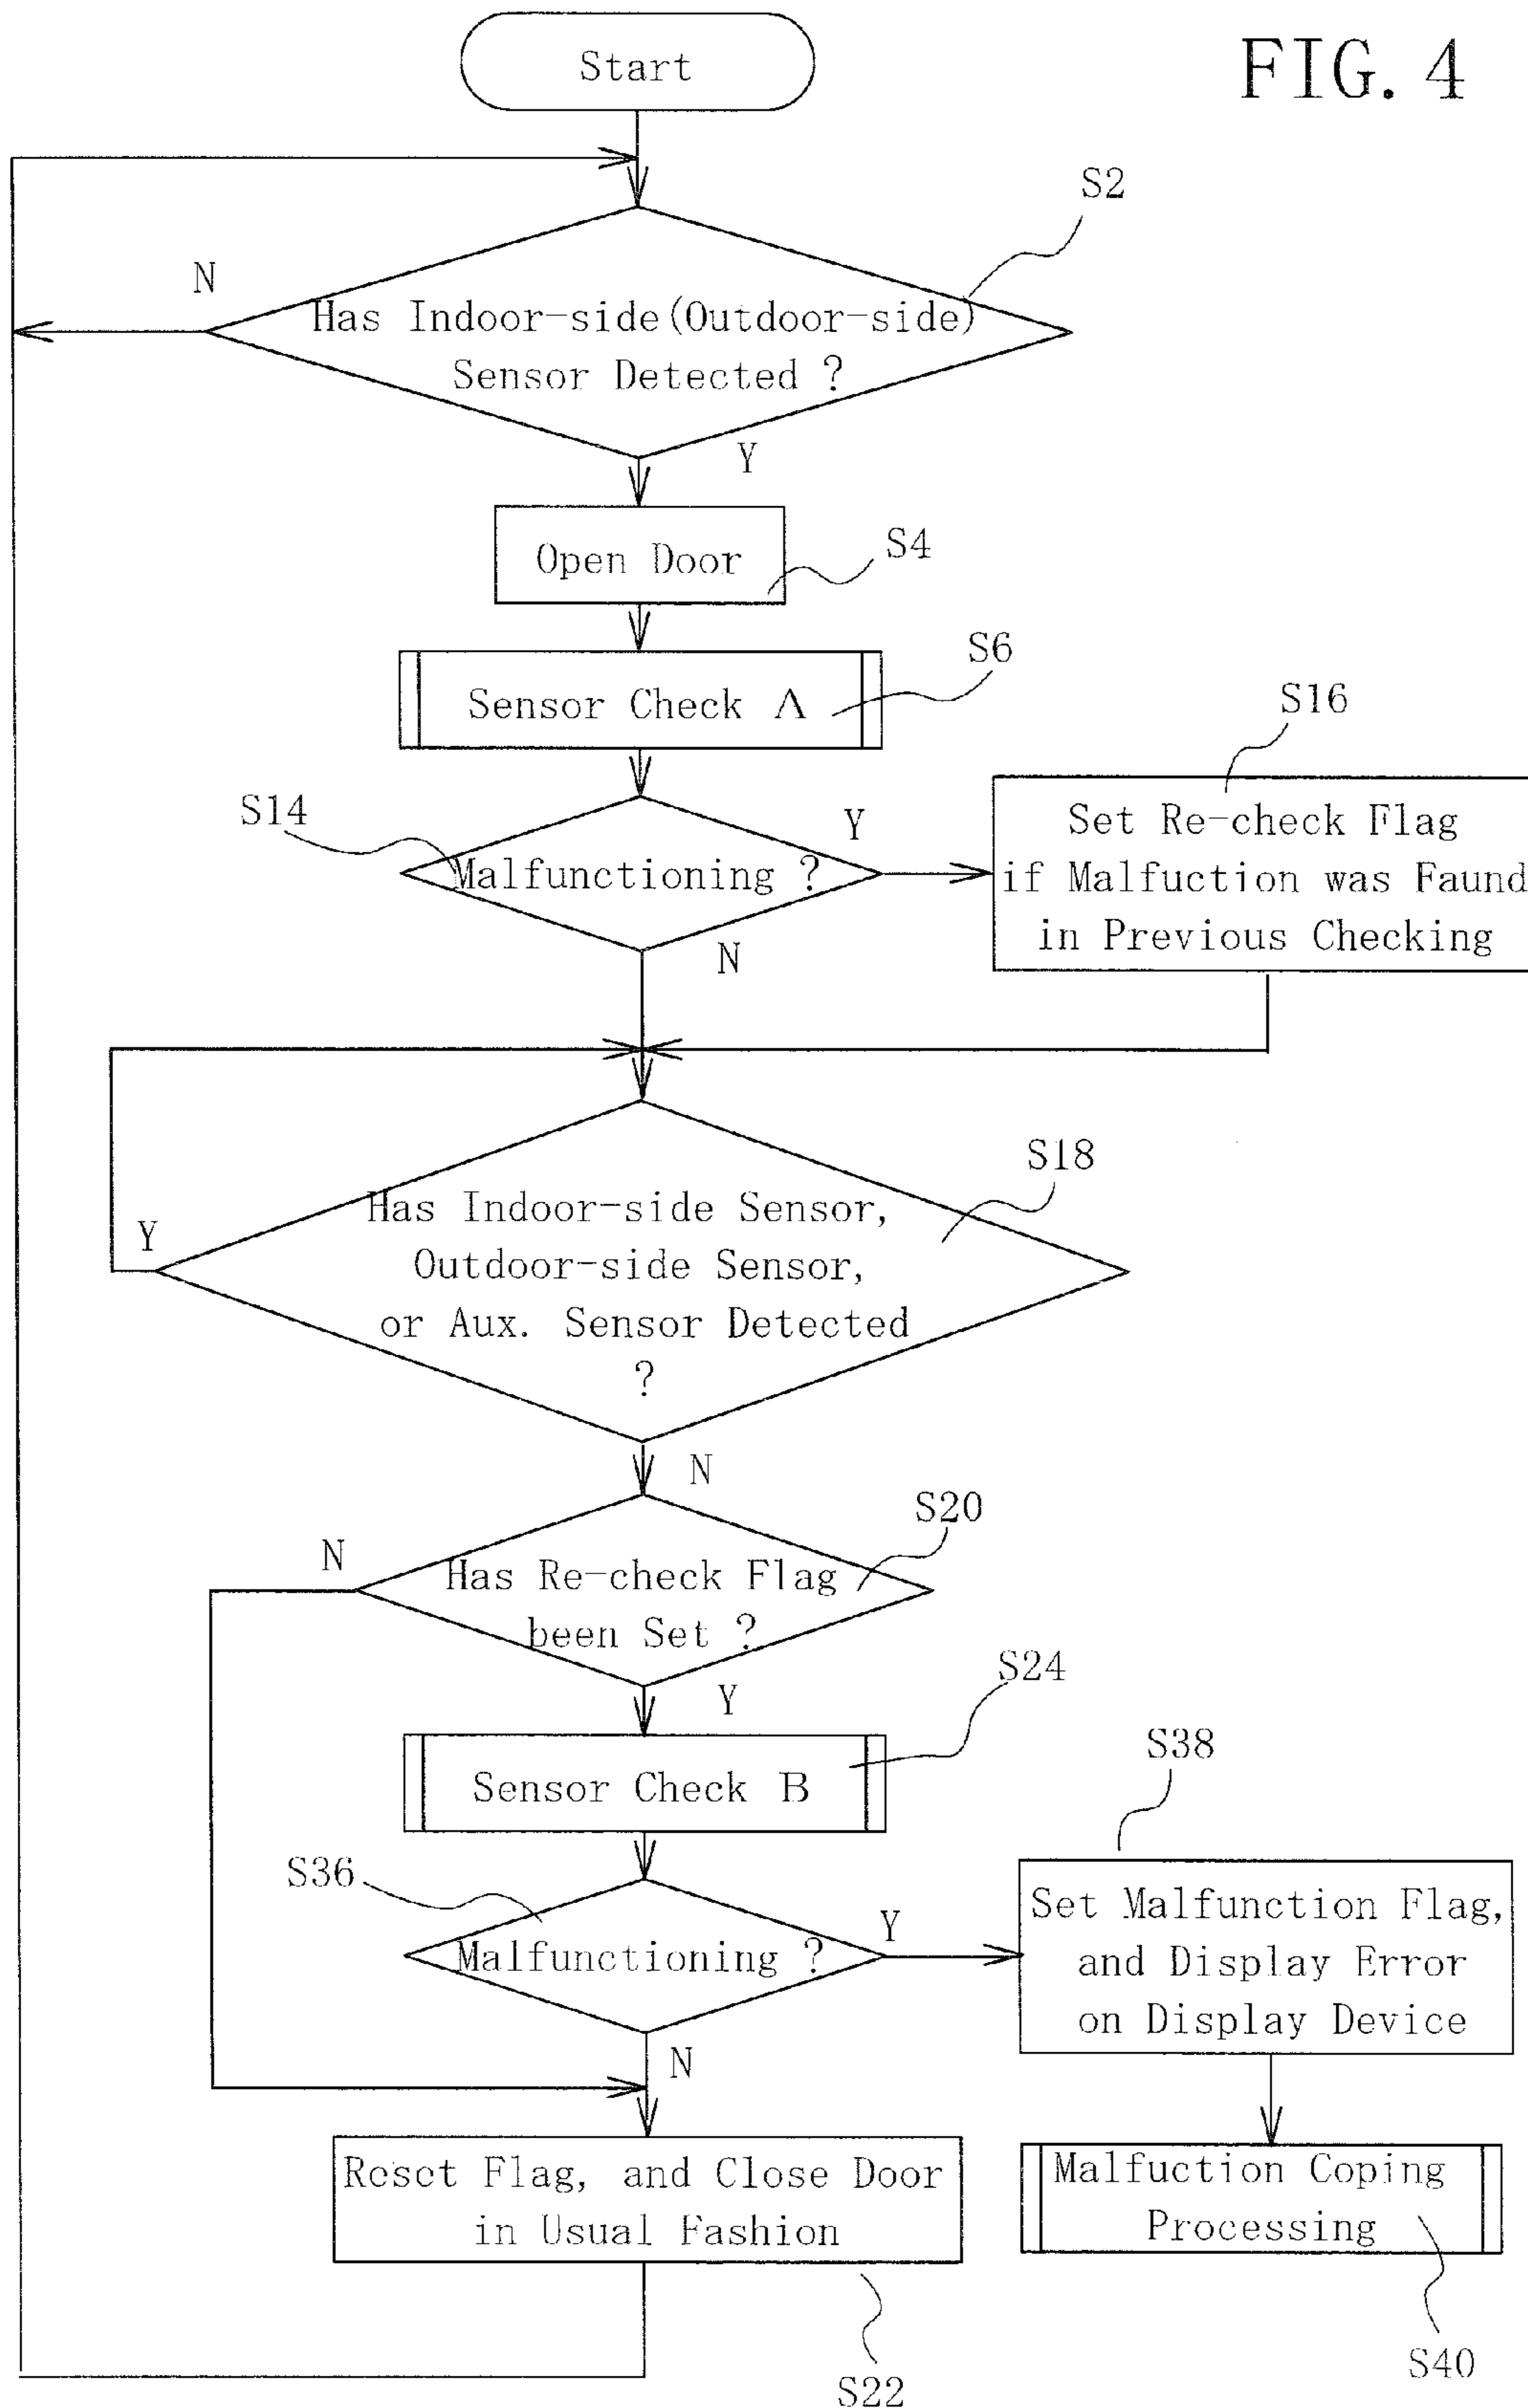 FIG. 4
Start
S2
N
Has Indoor-side(Outdoor-side)
Sensor Detected ?
Y
Open Door
S4
Sensor Check A
S6
S14
Malfunctioning ?
Y
N
S16
Set Re-check Flag
if Malfuction was Faund
in Previous Checking
S18
Y
Has Indoor-side Sensor,
Outdoor-side Sensor,
or Aux. Sensor Detected
?
N
S20
N
Has Re-check Flag
been Set ?
Y
S24
Sensor Check B
S36
Malfunctioning ?
Y
N
S38
Set Malfunction Flag,
and Display Error
on Display Device
Reset Flag, and Close Door
in Usual Fashion
S22
Malfuction Coping
Processing
S40